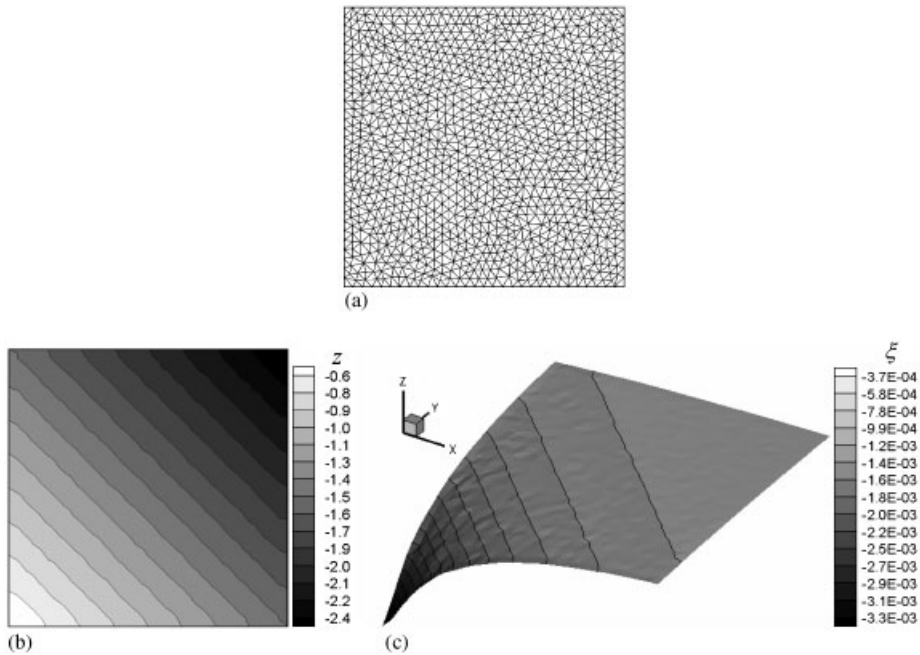 (a)
z
-0.6
-0.8
-0.9
-1.0
-1.1
-1.3
-1.4
-1.5
-1.6
-1.7
-1.9
-2.0
-2.1
-2.2
-2.4
(b)
Z
Y
X
ξ
-3.7E-04
-5.8E-04
-7.8E-04
-9.9E-04
-1.2E-03
-1.4E-03
-1.6E-03
-1.8E-03
-2.0E-03
-2.2E-03
-2.5E-03
-2.7E-03
-2.9E-03
-3.1E-03
-3.3E-03
(c)